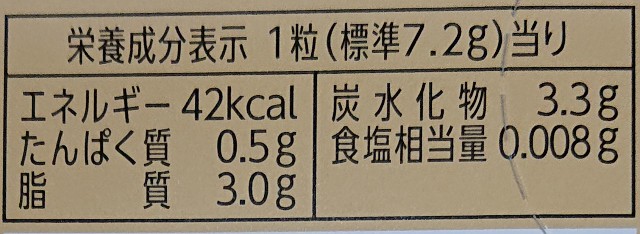 栄養成分表示 1粒(標準7.2g)当り
エネルギー 42kcal
たんぱく質 0.5g
脂質 3.0g
炭水化物 3.3g
食塩相当量 0.008g